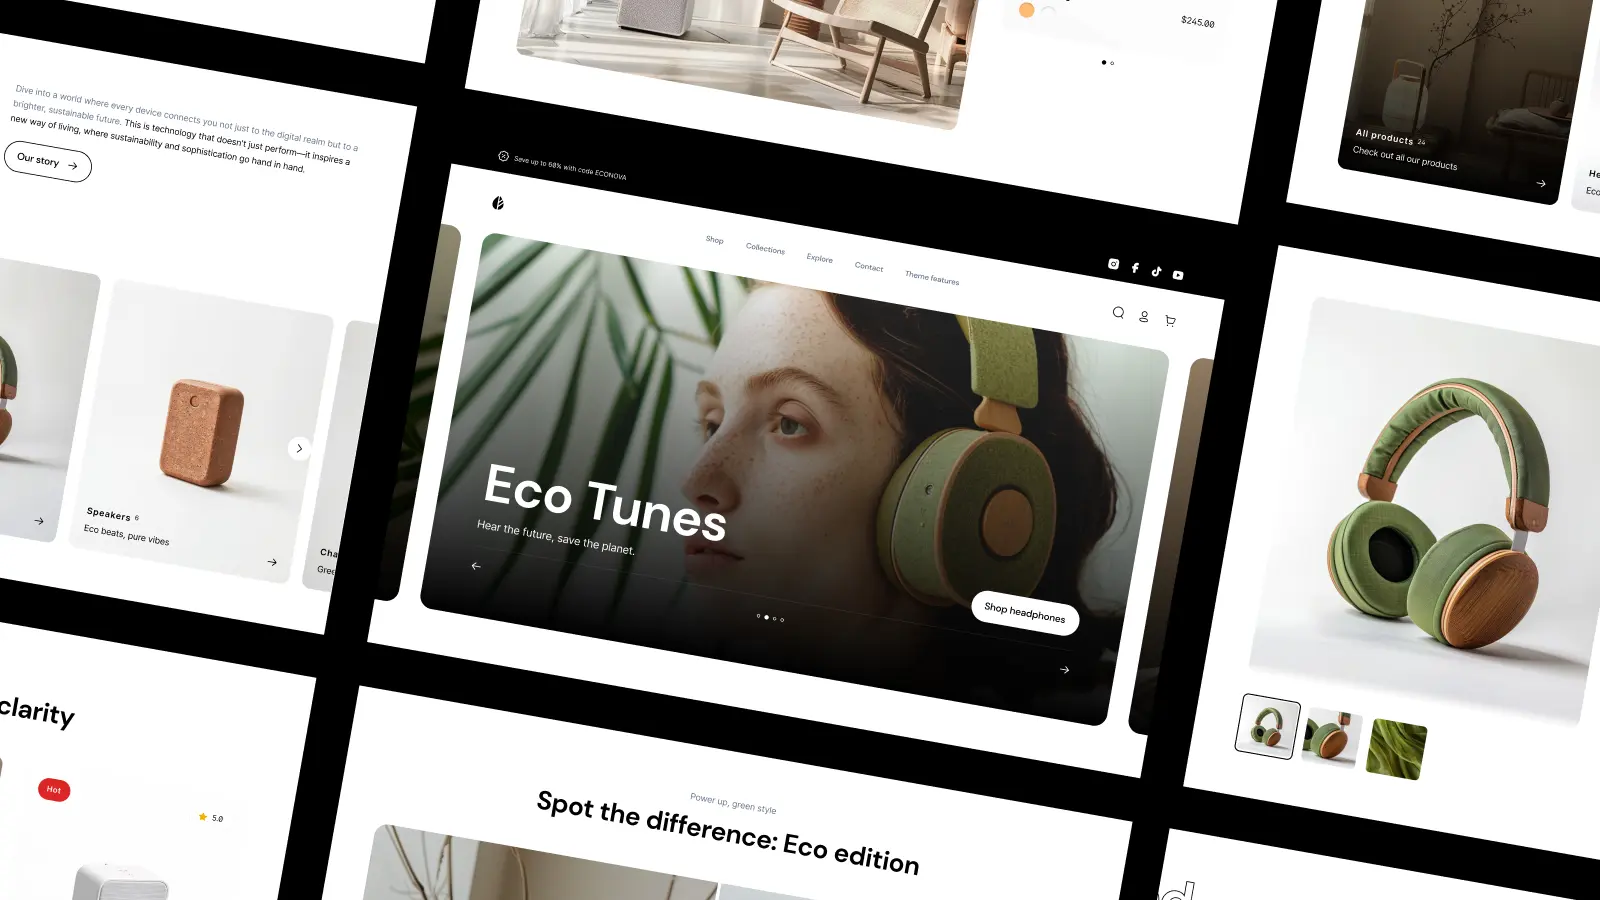 Dive into a world where every device connects you not just to the digital realm but to a
brighter, sustainable future. This is technology that doesn't just perform—it inspires a
new way of living, where sustainability and sophistication go hand in hand.
Our story
Speakers 6
Eco beats, pure vibes
Cha
Gree
clarity
Hot
5.0
$245.00
Save up to 68% with code ECONOVA
Shop
Collections
Explore
Contact
Theme features
Eco Tunes
Hear the future, save the planet.
Shop headphones
Power up, green style
Spot the difference: Eco edition
All products 24
Check out all our products
He
Eco
d